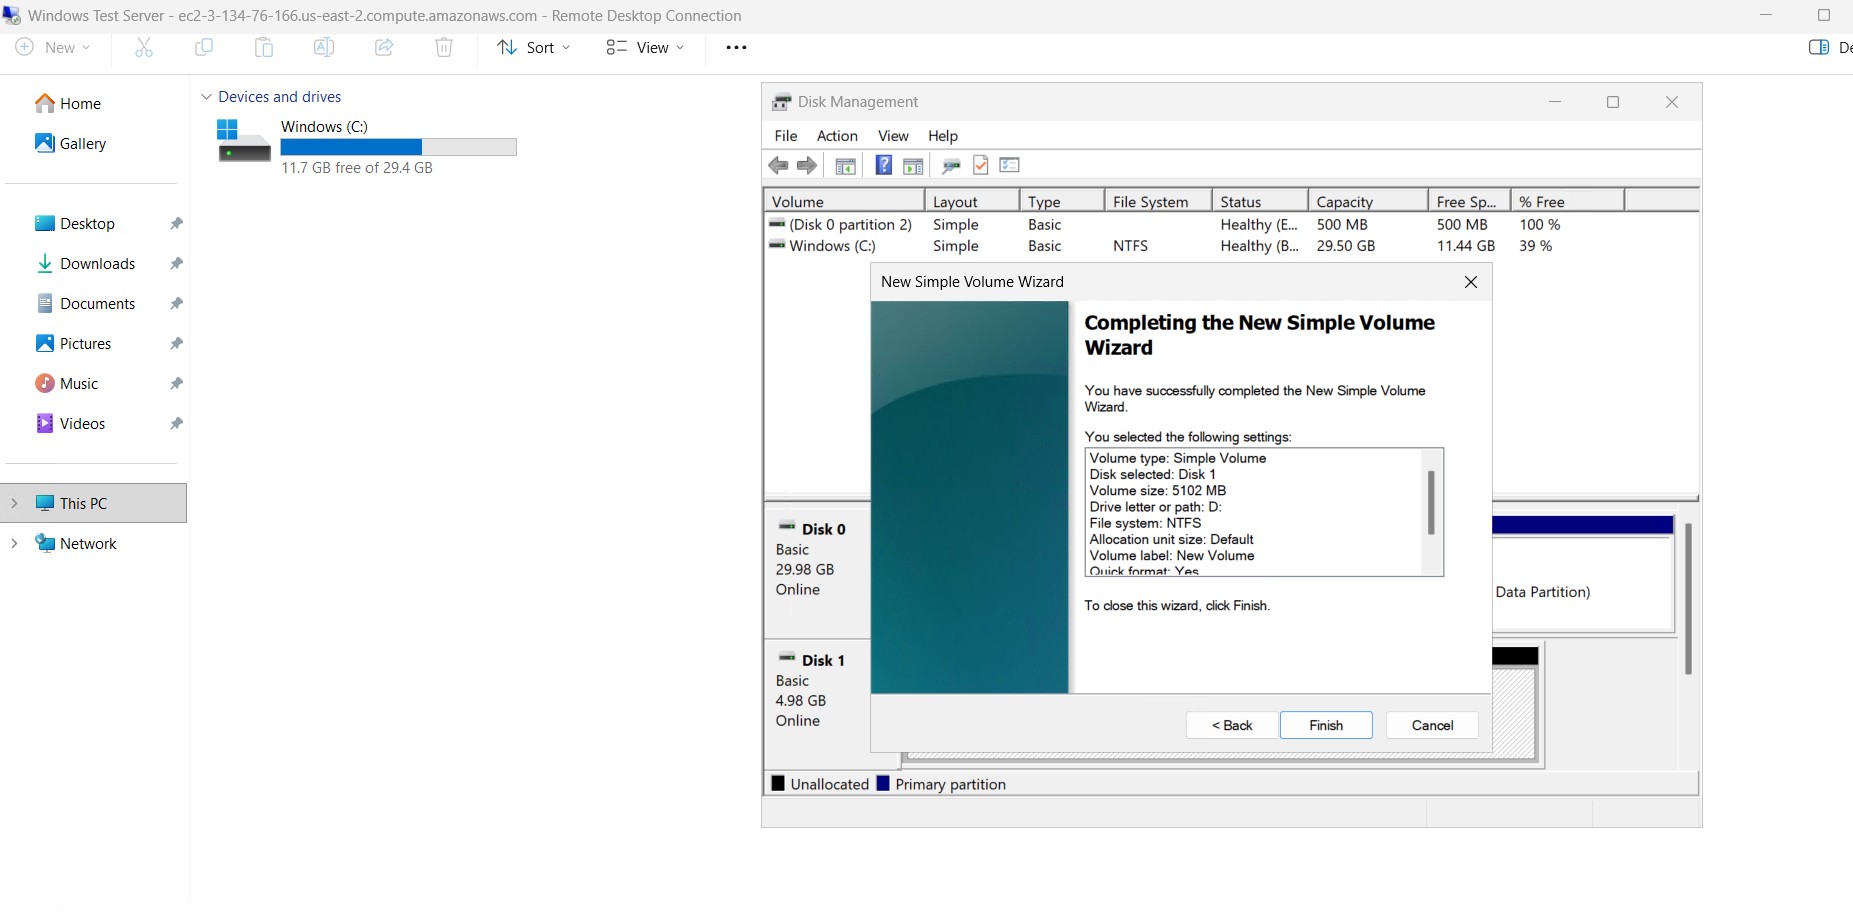 Windows Test Server - ec2-3-134-76-166.us-east-2.compute.amazonaws.com - Remote Desktop Connection
New
Sort
View
Home
Gallery
Desktop
Downloads
Documents
Pictures
Music
Videos
This PC
Network
Devices and drives
Windows (C:)
11.7 GB free of 29.4 GB
Disk Management
File Action View Help
Volume Layout Type File System Status Capacity Free Sp... % Free
(Disk 0 partition 2) Simple Basic Healthy (E... 500 MB 500 MB 100 %
Windows (C:) Simple Basic NTFS Healthy (B... 29.50 GB 11.44 GB 39 %
New Simple Volume Wizard
Completing the New Simple Volume
Wizard
You have successfully completed the New Simple Volume
Wizard.
You selected the following settings:
Volume type: Simple Volume
Disk selected: Disk 1
Volume size: 5102 MB
Drive letter or path: D:
File system: NTFS
Allocation unit size: Default
Volume label: New Volume
Quick format: Yes
To close this wizard, click Finish.
< Back Finish Cancel
Disk 0
Basic
29.98 GB
Online
Data Partition)
Disk 1
Basic
4.98 GB
Online
Unallocated Primary partition